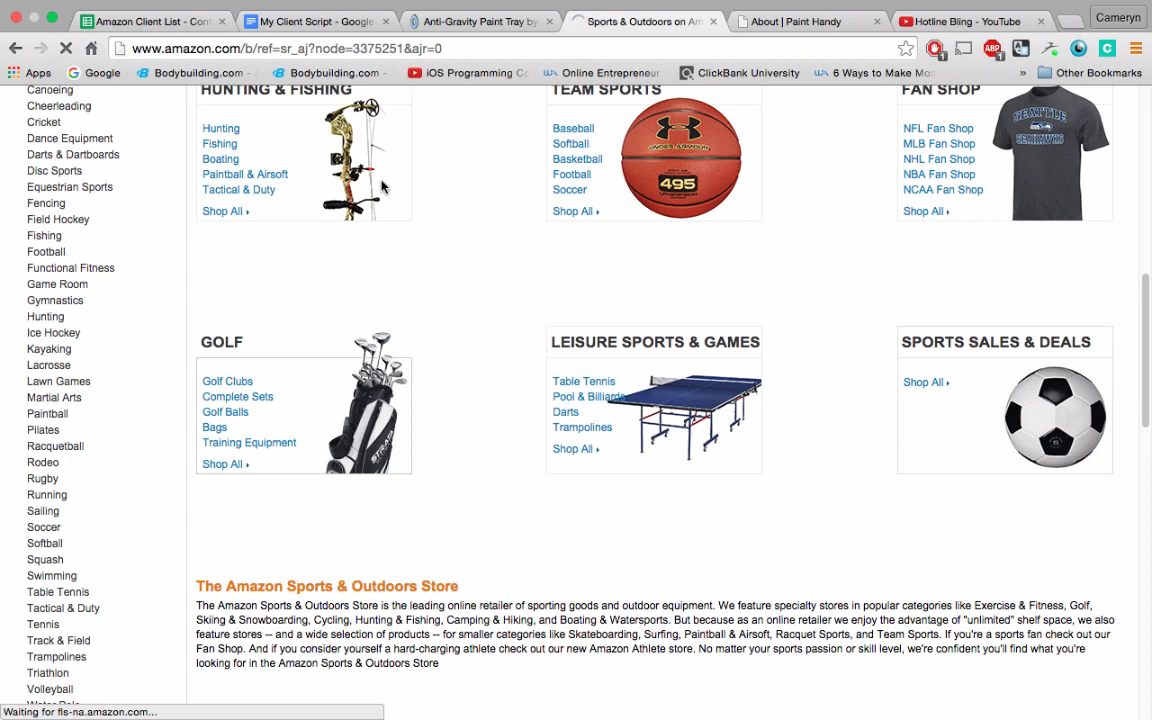 Amazon Client List - Cont
My Client Script - Google
Anti-Gravity Paint Tray by
Sports & Outdoors on Am
About | Paint Handy
Hotline Bling - YouTube
Cameryn
www.amazon.com/b/ref=sr_aj?node=3375251&ajr=0
Apps
Google
Bodybuilding.com -
Bodybuilding.com -
iOS Programming Co
Online Entrepreneur
ClickBank University
6 Ways to Make Mon
» Other Bookmarks
Canoeing
Cheerleading
Cricket
Dance Equipment
Darts & Dartboards
Disc Sports
Equestrian Sports
Fencing
Field Hockey
Fishing
Football
Functional Fitness
Game Room
Gymnastics
Hunting
Ice Hockey
Kayaking
Lacrosse
Lawn Games
Martial Arts
Paintball
Pilates
Racquetball
Rodeo
Rugby
Running
Sailing
Soccer
Softball
Squash
Swimming
Table Tennis
Tactical & Duty
Tennis
Track & Field
Trampolines
Triathlon
Volleyball
HUNTING & FISHING
Hunting
Fishing
Boating
Paintball & Airsoft
Tactical & Duty
Shop All
TEAM SPORTS
Baseball
Softball
Basketball
Football
Soccer
Shop All
UNDER ARMOUR
495
FAN SHOP
NFL Fan Shop
MLB Fan Shop
NHL Fan Shop
NBA Fan Shop
NCAA Fan Shop
Shop All
SEATTLE
SEAHAWKS
GOLF
Golf Clubs
Complete Sets
Golf Balls
Bags
Training Equipment
Shop All
STRATA
LEISURE SPORTS & GAMES
Table Tennis
Pool & Billiards
Darts
Trampolines
Shop All
SPORTS SALES & DEALS
Shop All
The Amazon Sports & Outdoors Store
The Amazon Sports & Outdoors Store is the leading online retailer of sporting goods and outdoor equipment. We feature specialty stores in popular categories like Exercise & Fitness, Golf,
Skiing & Snowboarding, Cycling, Hunting & Fishing, Camping & Hiking, and Boating & Watersports. But because as an online retailer we enjoy the advantage of "unlimited" shelf space, we also
feature stores -- and a wide selection of products -- for smaller categories like Skateboarding, Surfing, Paintball & Airsoft, Racquet Sports, and Team Sports. If you're a sports fan check out our
Fan Shop. And if you consider yourself a hard-charging athlete check out our new Amazon Athlete store. No matter your sports passion or skill level, we're confident you'll find what you're
looking for in the Amazon Sports & Outdoors Store
Waiting for fls-na.amazon.com...